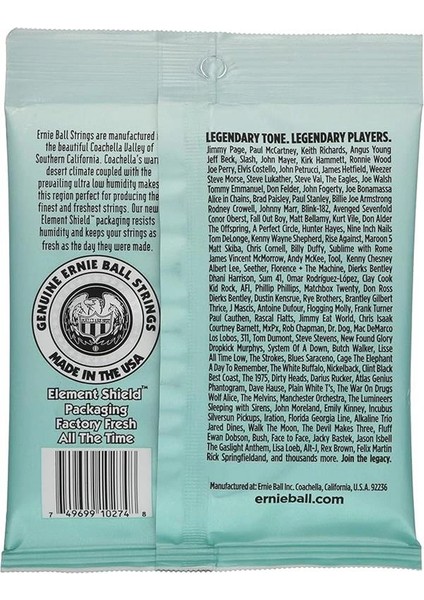 Ernie Ball Strings are manufactured in
the beautiful Coachella Valley of
Southern California. Coachella's warm
desert climate coupled with the
prevailing ultra low humidity makes
this region perfect for producing the
finest and freshest strings. Our new
Element Shield™ packaging resists
humidity and keeps your strings as
fresh as the day they were made.
GENUINE ERNIE BALL STRINGS
MADE IN THE USA
Element Shield™
Packaging
Factory Fresh
All The Time
7 49699 10274 8
LEGENDARY TONE. LEGENDARY PLAYERS.
Jimmy Page, Paul McCartney, Keith Richards, Angus Young
Jeff Beck, Slash, John Mayer, Kirk Hammett, Ronnie Wood
Joe Perry, Elvis Costello, John Petrucci, James Hetfield, Weezer
Steve Morse, Steve Lukather, Steve Vai, The Eagles, Joe Walsh
Tommy Emmanuel, Don Felder, John Fogerty, Joe Bonamassa
Alice in Chains, Brad Paisley, Paul Stanley, Billie Joe Armstrong
Rodney Crowell, Johnny Marr, Blink-182, Avenged Sevenfold
Conor Oberst, Fall Out Boy, Matt Bellamy, Kurt Vile, Don Alder
The Offspring, A Perfect Circle, Hunter Hayes, Nine Inch Nails
Tom DeLonge, Kenny Wayne Shepherd, Rise Against, Maroon 5
Matt Skiba, Chris Cornell, Billy Duffy, Sublime with Rome
James Vincent McMorrow, Andy McKee, Tool, Kenny Chesney
Albert Lee, Seether, Florence + The Machine, Dierks Bentley
Dhani Harrison, Sum 41, Omar Rodríguez-López, Clay Cook
Kid Rock, AFI, Phillip Phillips, Matchbox Twenty, Don Ross
Dierks Bentley, Dustin Kensrue, Rye Brothers, Brantley Gilbert
Thrice, J Mascis, Antoine Dufour, Flogging Molly, Frank Turner
Paul Cauthen, Rascal Flatts, Jimmy Eat World, Chris Isaak
Courtney Barnett, MxPx, Rob Chapman, Dr. Dog, Mac DeMarco
Los Lobos, 311, Tom Dumont, Steve Stevens, New Found Glory
Dropkick Murphys, System Of A Down, Butch Walker, Lisse
All Time Low, The Strokes, Blues Saraceno, Cage The Elephant
A Day To Remember, The White Buffalo, Nickelback, Clint Black
Best Coast, The 1975, Dirty Heads, Darius Rucker, Atlas Genius
Phantogram, Dave Hause, Plain White T's, The War On Drugs
Wolf Alice, The Melvins, Manchester Orchestra, The Lumineers
Sleeping with Sirens, John Moreland, Emily Kinney, Incubus
Silversun Pickups, Iration, Florida Georgia Line, Alkaline Trio
Jared Dines, Walk The Moon, The Devil Makes Three, Fluff
Ewan Dobson, Bush, Face to Face, Jacky Bastek, Jason Isbell
The Gaslight Anthem, Lisa Loeb, Alt-J, Rex Brown, Felix Martin
Rick Springfield, and thousands more. Join the legacy.
Manufactured at: Ernie Ball Inc. Coachella, California, U.S.A. 92236
ernieball.com